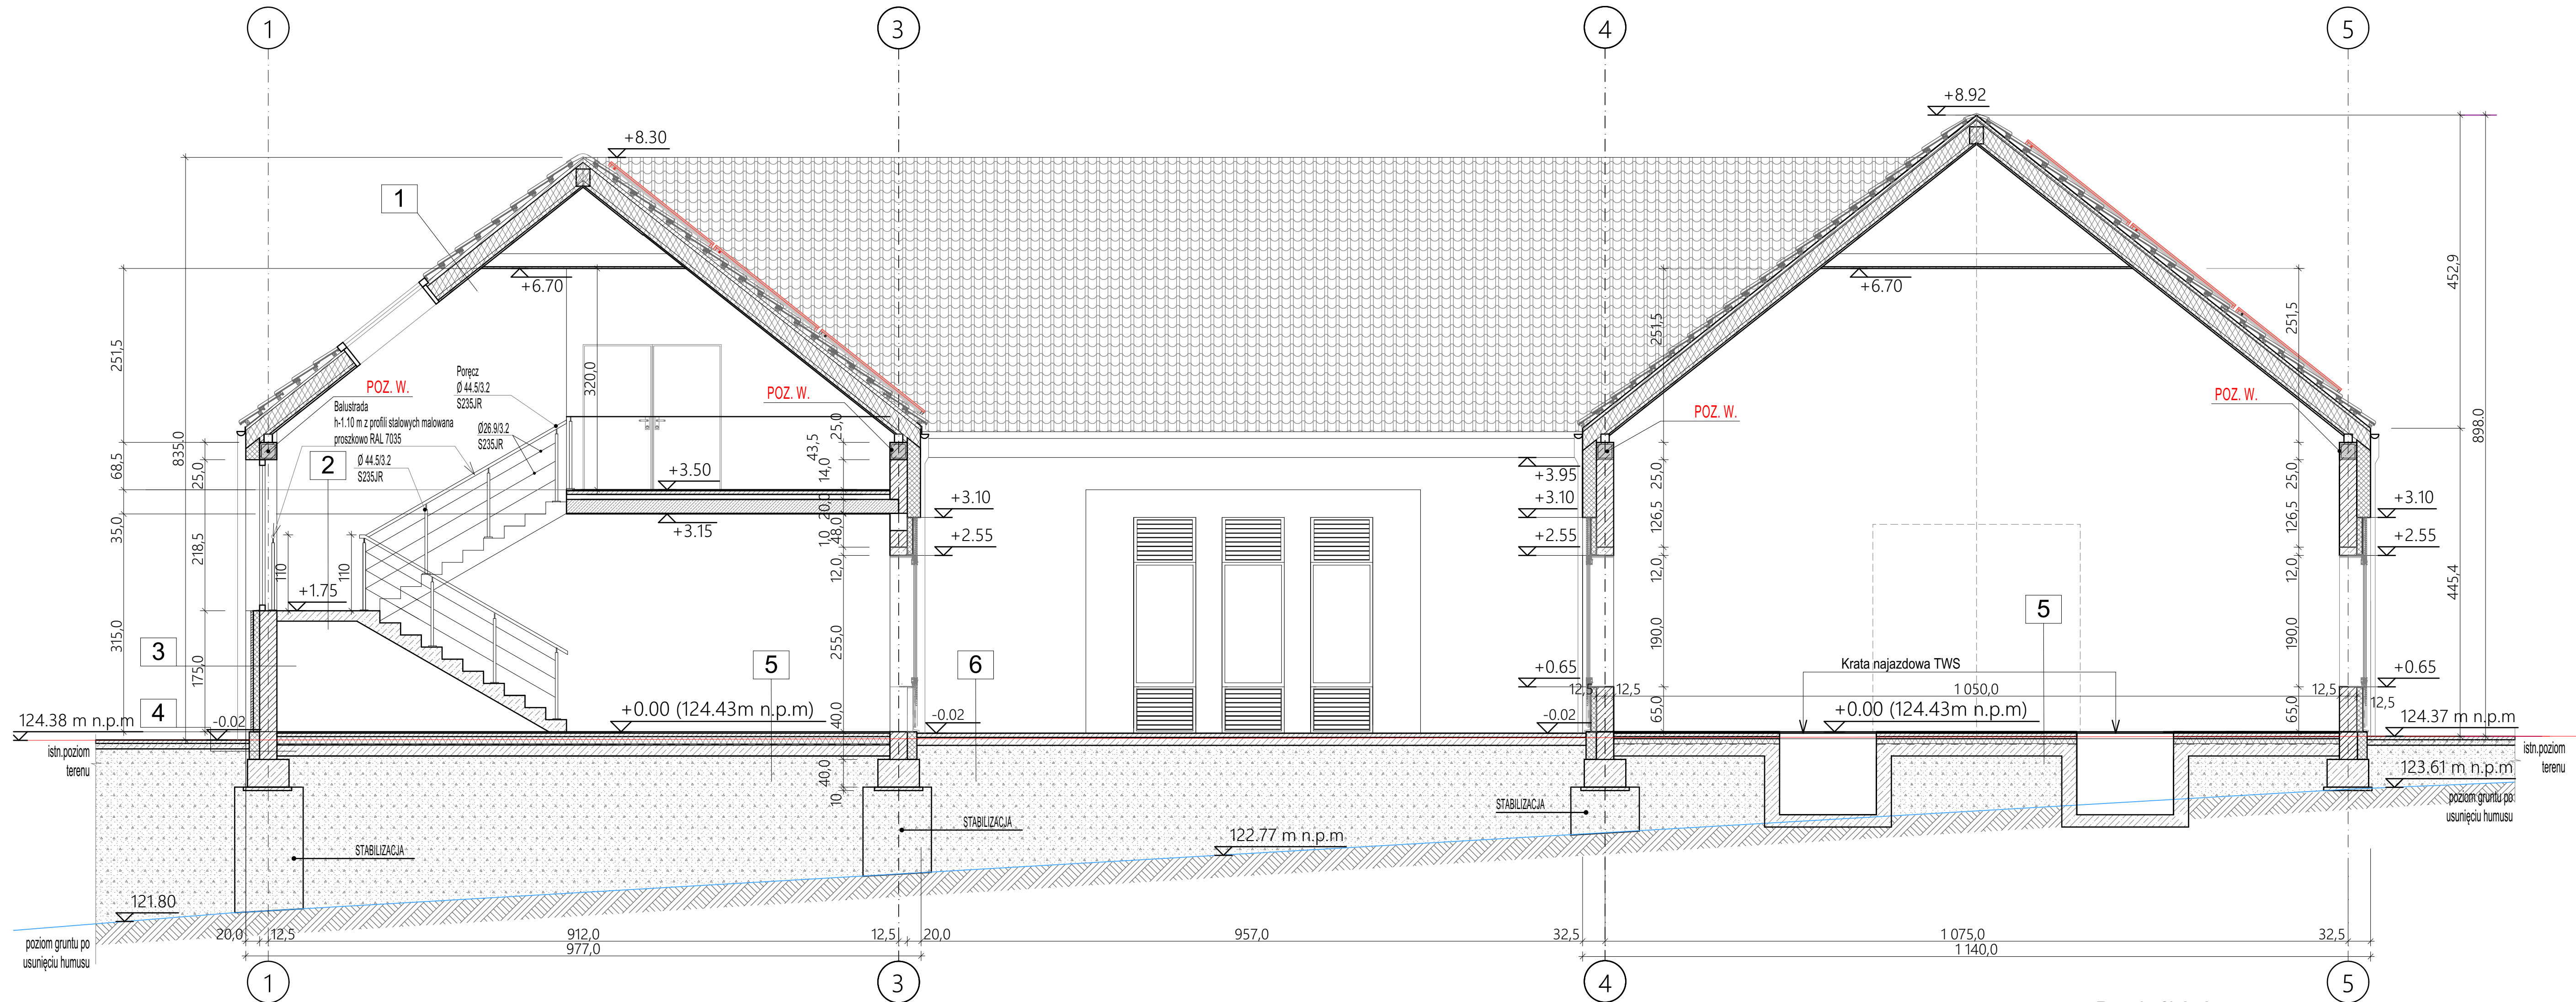 1
3
4
5
+8.92
+8.30
1
+6.70
+6.70
835,0
251,5
68,5
25,0
350,0
218,5
315,0
175,0
POZ. W.
Balustrada
h-1.10 m z profili stalowych malowana
proszkowo RAL 7035
Poręcz
Ø 44.5/3.2
S235JR
Ø26.9/3.2
S235JR
2
Ø 44.5/3.2
S235JR
320,0
POZ. W.
25,0
43,5
14,0
20,0
48,0
1,0
12,0
255,0
40,0
40,0
10
+3.50
+3.15
110
110
+1.75
3
4
5
6
+3.10
+2.55
-0.02
+0.00 (124.43m n.p.m)
-0.02
124.38 m n.p.m
istn.poziom
terenu
+3.95
+3.10
+2.55
+0.65
-0.02
POZ. W.
POZ. W.
251,5
25,0
126,5
12,0
190,0
65,0
251,5
25,0
126,5
12,0
190,0
65,0
452,9
898.0
445,4
+3.10
+2.55
+0.65
5
Krata najazdowa TWS
12,5
12,5
1 050,0
12,5
12,5
+0.00 (124.43m n.p.m)
124.37 m n.p.m
istn.poziom
terenu
123.61 m n.p.m
poziom gruntu po
usunięciu humusu
STABILIZACJA
STABILIZACJA
STABILIZACJA
122.77 m n.p.m
121.80
poziom gruntu po
usunięciu humusu
20,0
12,5
912,0
12,5
20,0
957,0
32,5
1 075,0
32,5
977,0
1 140,0
1
3
4
5